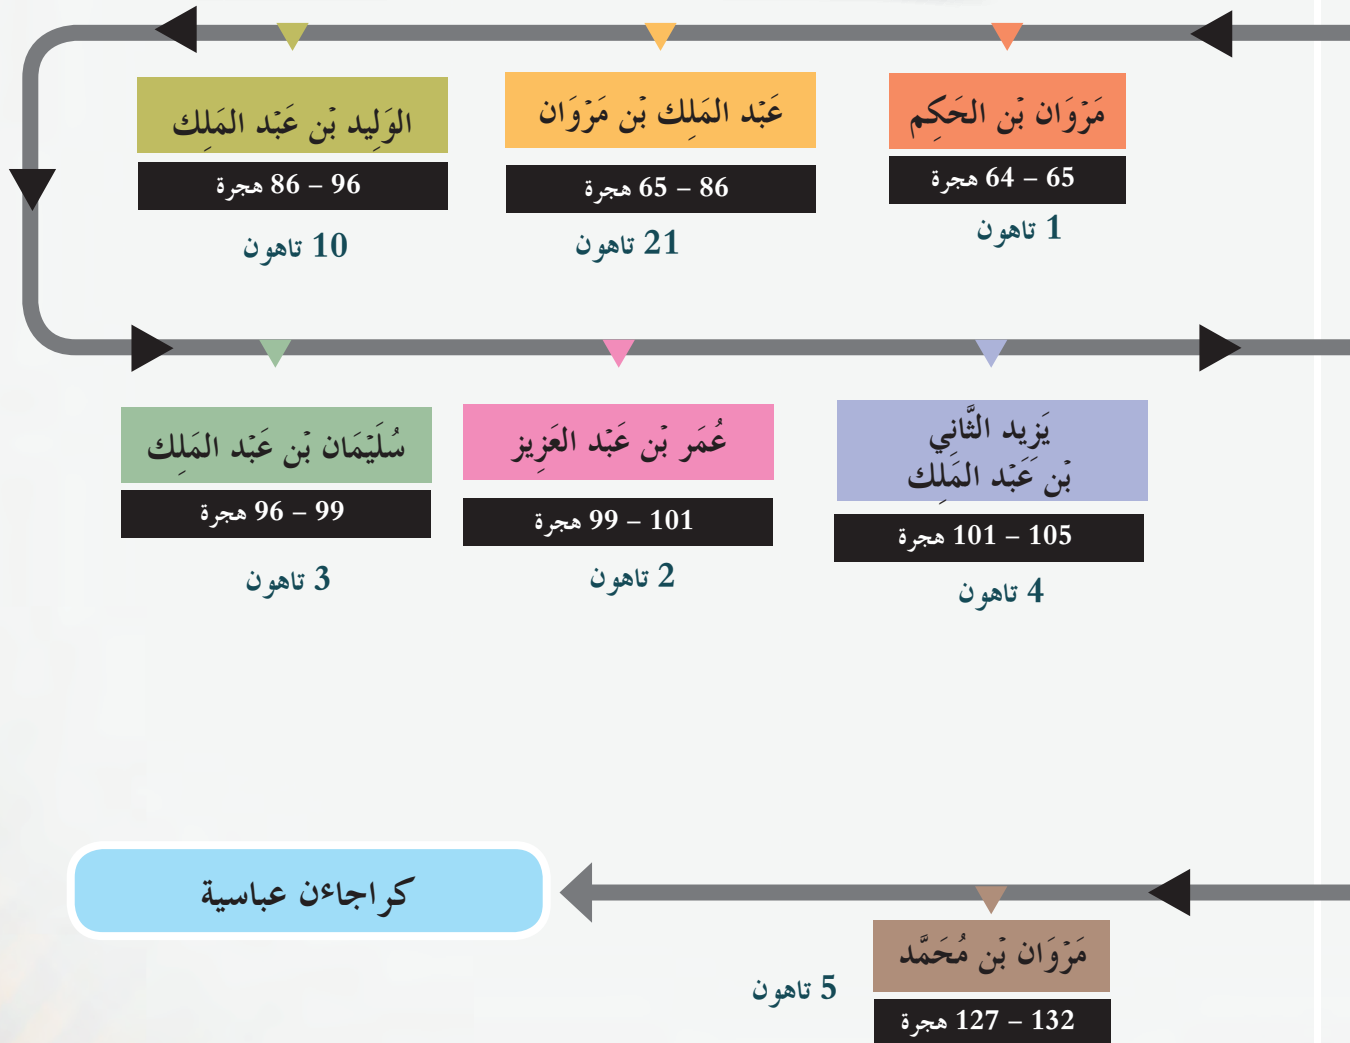 مَرْوَان بْن الحَكِم
64 – 65 هجرة
1 تاهون
عَبْد المَلِك بْن مَرْوَان
65 – 86 هجرة
21 تاهون
الوَلِيد بْن عَبْد المَلِك
86 – 96 هجرة
10 تاهون
سُلَيْمَان بْن عَبْد المَلِك
96 – 99 هجرة
3 تاهون
عُمَر بْن عَبْد العَزِيز
99 – 101 هجرة
2 تاهون
يَزِيد الثَّانِي
بْن عَبْد المَلِك
101 – 105 هجرة
4 تاهون
مَرْوَان بْن مُحَمَّد
127 – 132 هجرة
5 تاهون
كراجاءن عباسية